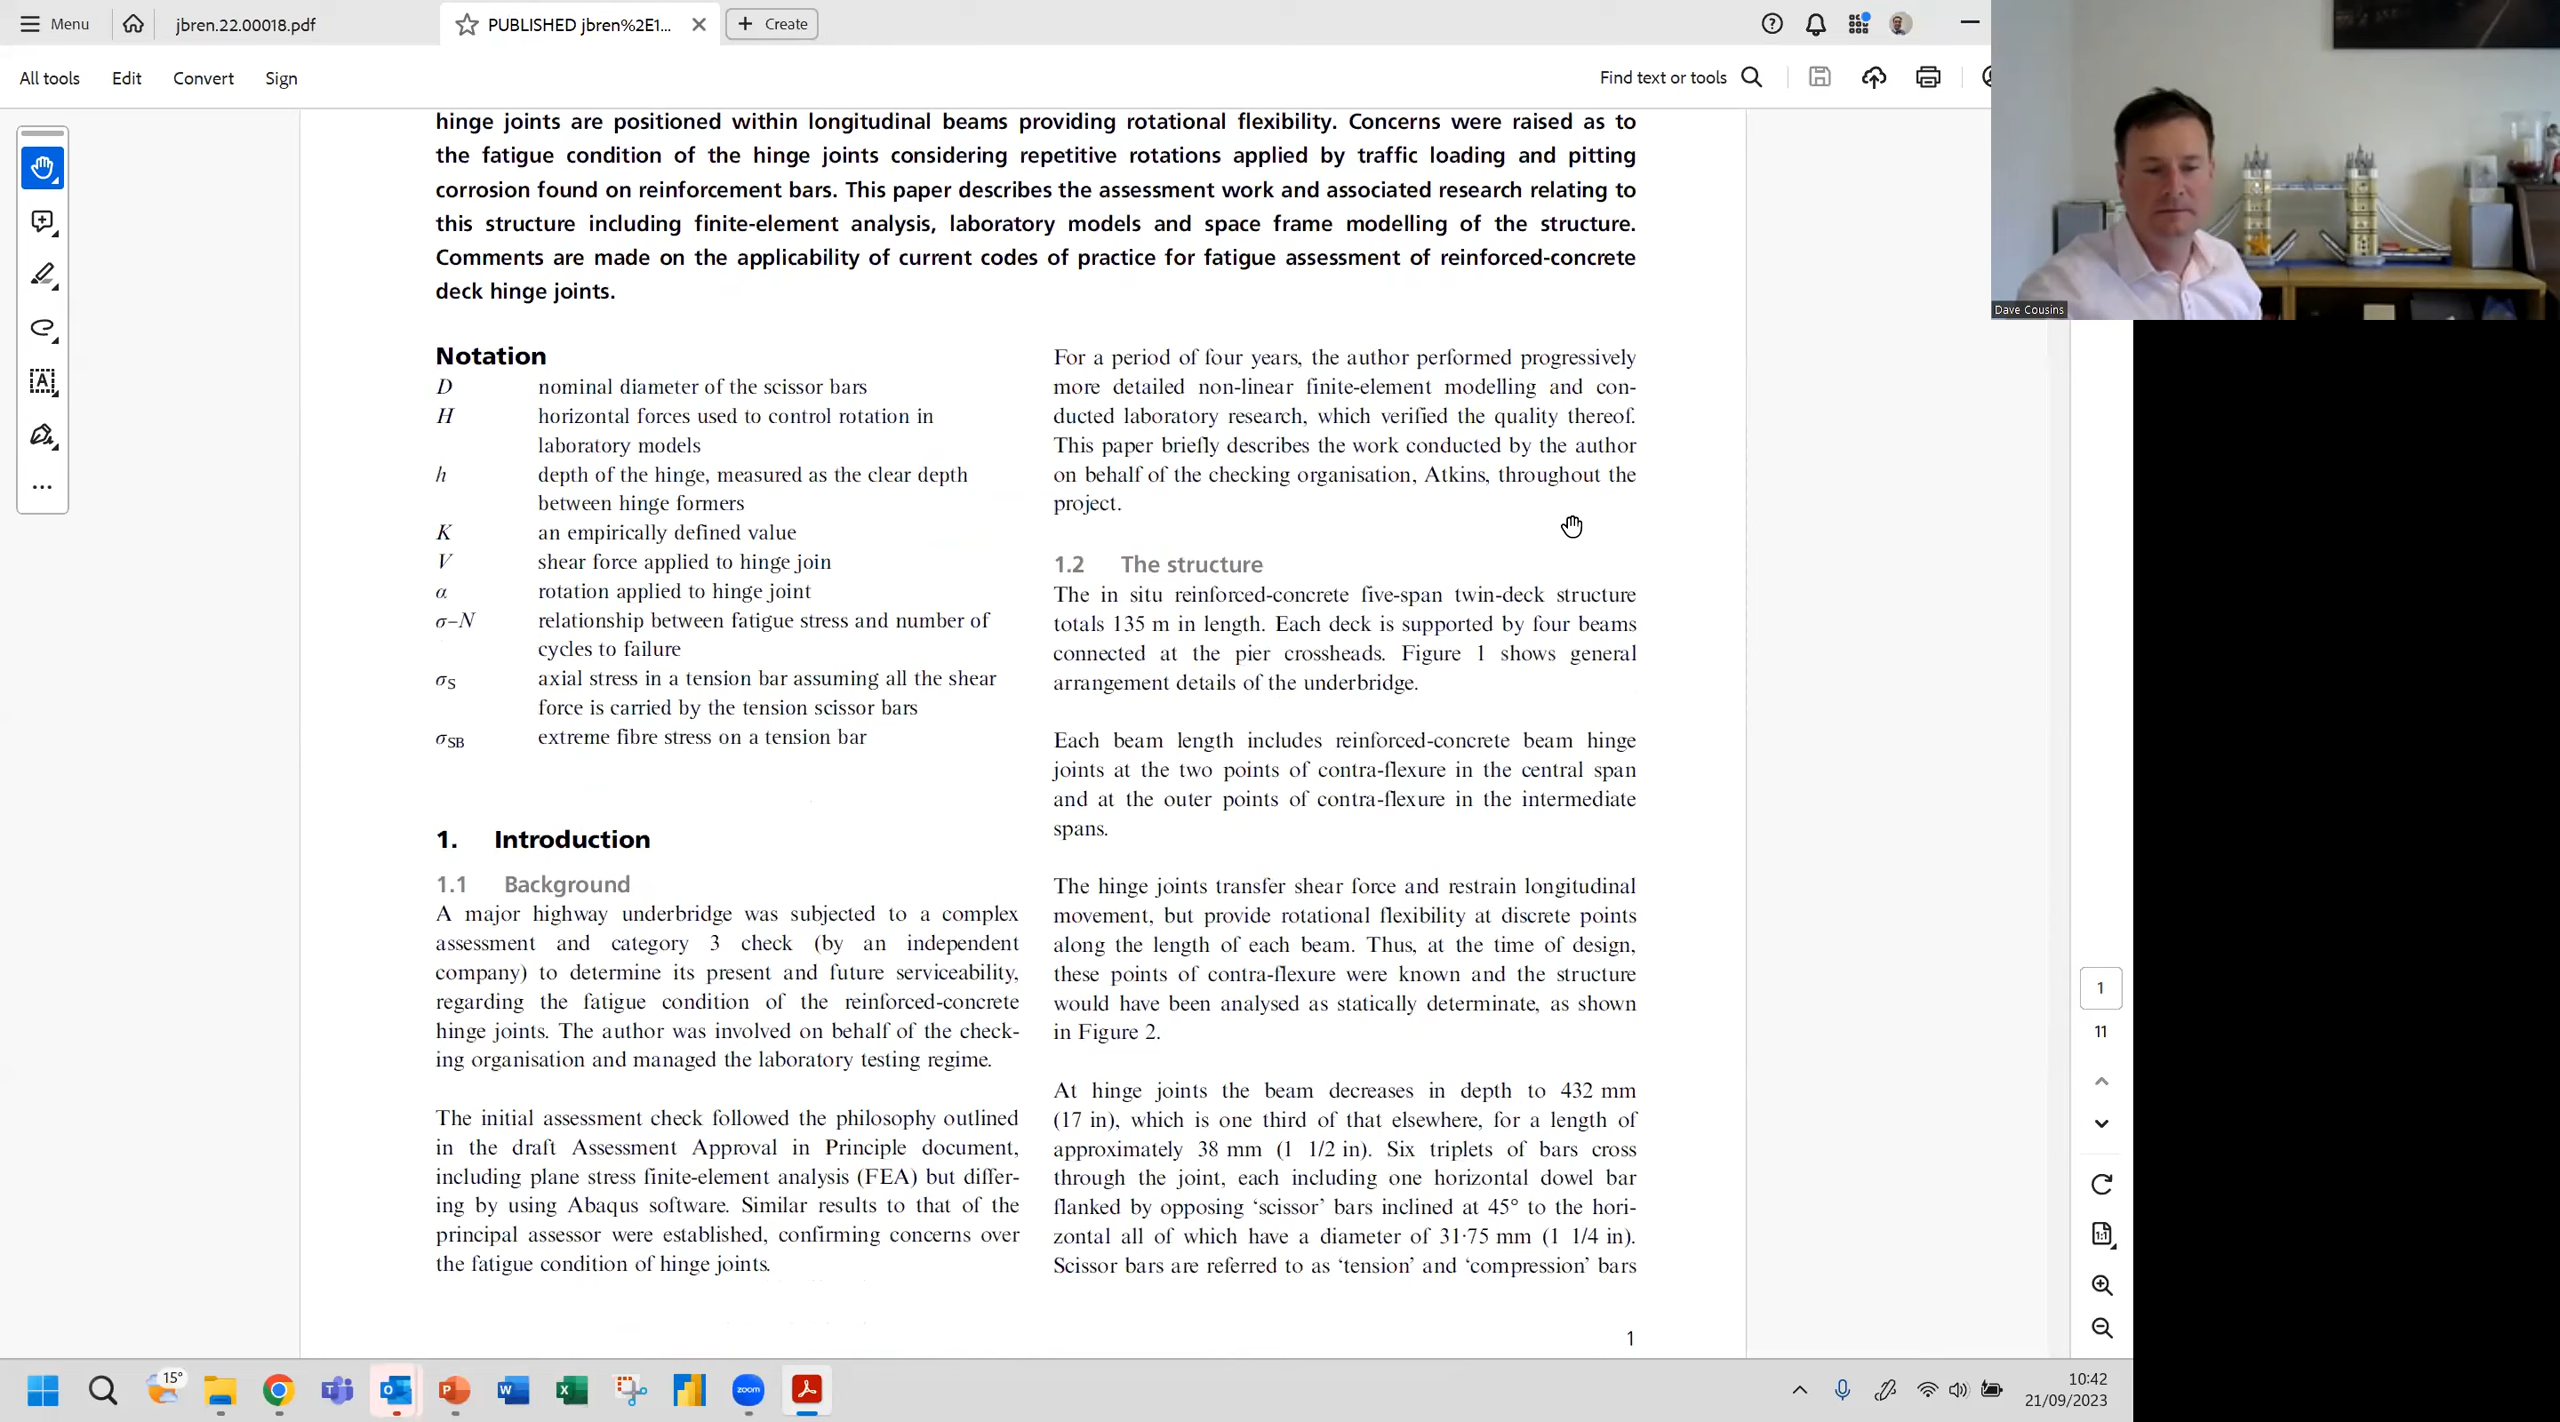 Menu
jbren.22.00018.pdf
PUBLISHED jbren%2E1...
Create
All tools
Edit
Convert
Sign
Find text or tools
Dave Cousins
hinge joints are positioned within longitudinal beams providing rotational flexibility. Concerns were raised as to
the fatigue condition of the hinge joints considering repetitive rotations applied by traffic loading and pitting
corrosion found on reinforcement bars. This paper describes the assessment work and associated research relating to
this structure including finite-element analysis, laboratory models and space frame modelling of the structure.
Comments are made on the applicability of current codes of practice for fatigue assessment of reinforced-concrete
deck hinge joints.
Notation
D nominal diameter of the scissor bars
H horizontal forces used to control rotation in
laboratory models
h depth of the hinge, measured as the clear depth
between hinge formers
K an empirically defined value
V shear force applied to hinge join
α rotation applied to hinge joint
σ–N relationship between fatigue stress and number of
cycles to failure
σS axial stress in a tension bar assuming all the shear
force is carried by the tension scissor bars
σSB extreme fibre stress on a tension bar
1. Introduction
1.1 Background
A major highway underbridge was subjected to a complex
assessment and category 3 check (by an independent
company) to determine its present and future serviceability,
regarding the fatigue condition of the reinforced-concrete
hinge joints. The author was involved on behalf of the check-
ing organisation and managed the laboratory testing regime.
The initial assessment check followed the philosophy outlined
in the draft Assessment Approval in Principle document,
including plane stress finite-element analysis (FEA) but differ-
ing by using Abaqus software. Similar results to that of the
principal assessor were established, confirming concerns over
the fatigue condition of hinge joints.
For a period of four years, the author performed progressively
more detailed non-linear finite-element modelling and con-
ducted laboratory research, which verified the quality thereof.
This paper briefly describes the work conducted by the author
on behalf of the checking organisation, Atkins, throughout the
project.
1.2 The structure
The in situ reinforced-concrete five-span twin-deck structure
totals 135 m in length. Each deck is supported by four beams
connected at the pier crossheads. Figure 1 shows general
arrangement details of the underbridge.
Each beam length includes reinforced-concrete beam hinge
joints at the two points of contra-flexure in the central span
and at the outer points of contra-flexure in the intermediate
spans.
The hinge joints transfer shear force and restrain longitudinal
movement, but provide rotational flexibility at discrete points
along the length of each beam. Thus, at the time of design,
these points of contra-flexure were known and the structure
would have been analysed as statically determinate, as shown
in Figure 2.
At hinge joints the beam decreases in depth to 432 mm
(17 in), which is one third of that elsewhere, for a length of
approximately 38 mm (1 1/2 in). Six triplets of bars cross
through the joint, each including one horizontal dowel bar
flanked by opposing ‘scissor’ bars inclined at 45° to the hori-
zontal all of which have a diameter of 31·75 mm (1 1/4 in).
Scissor bars are referred to as ‘tension’ and ‘compression’ bars
1
1
11
1:1
15°
zoom
10:42
21/09/2023